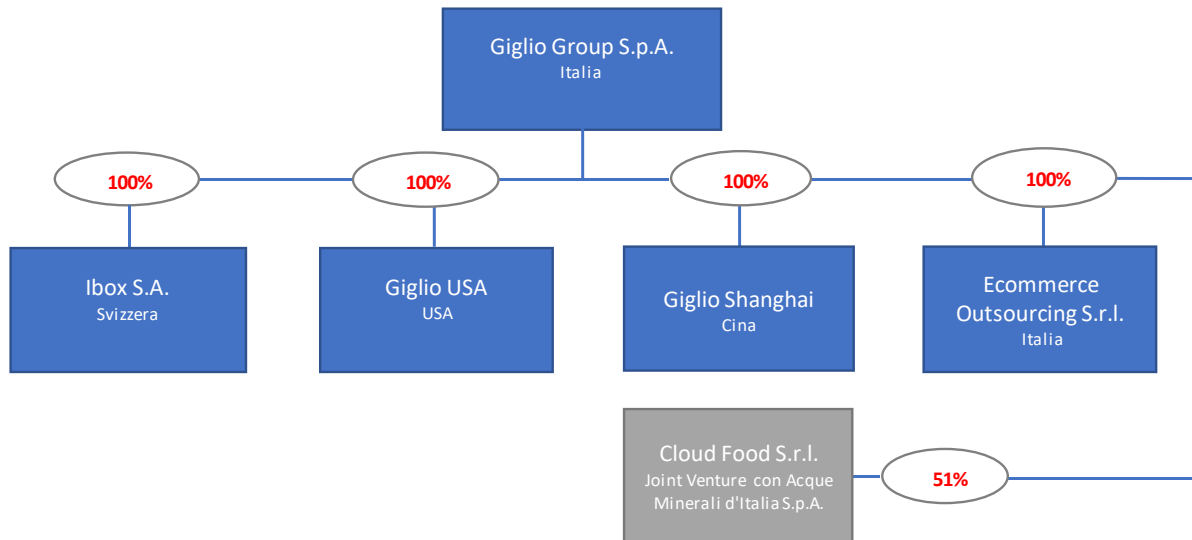 Giglio Group S.p.A.
Italia
100%
100%
100%
100%
Ibox S.A.
Svizzera
Giglio USA
USA
Giglio Shanghai
Cina
Ecommerce
Outsourcing S.r.l.
Italia
Cloud Food S.r.l.
Joint Venture con Acque
Minerali d'Italia S.p.A.
51%